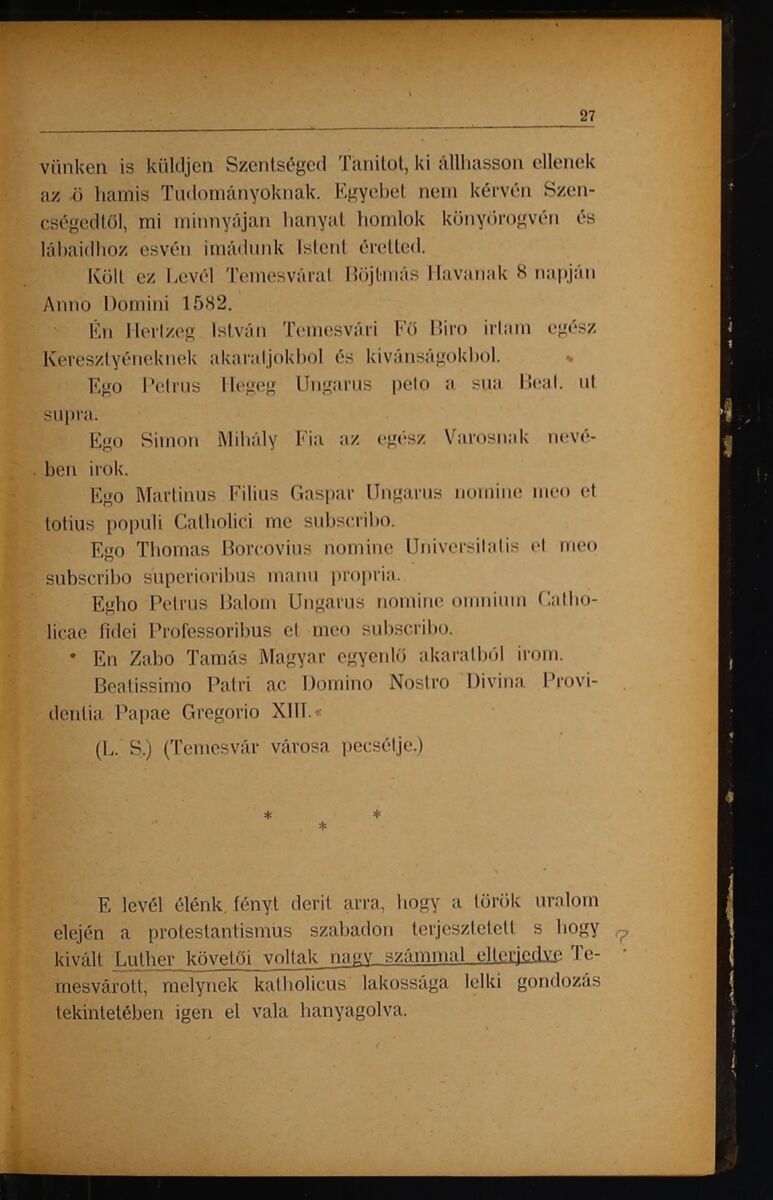 27
vünken is küldjen Szentséged Tanitot, ki állhasson ellenek
az ö hamis Tudományoknak. Egyebet nem kérvén Szen-
cségedtől, mi minnyájan hanyat homlok könyörogvén és
lábaidhoz esvén imádunk Istent éretted.
Költ ez Levél Temesvárat Böjtmás Havanak 8 napján
Anno Domini 1582.
Én Hertzeg István Temesvári Fő Biro irtam egész
Keresztyéneknek akaratjokbol és kivánságokbol.
Ego Petrus Hegeg Ungarus peto a sua Beat. ut
supra.
Ego Simon Mihály Fia az egész Varosnak nevé-
ben irok.
Ego Martinus Filius Gaspar Ungarus nomine meo et
totius populi Catholici me subscribo.
Ego Thomas Borcovius nomine Universitatis et meo
subscribo superioribus manu propria.
Egho Petrus Balom Ungarus nomine omnium Catho-
licae fidei Professoribus et meo subscribo.
En Zabo Tamás Magyar egyenlő akaratból irom.
Beatissimo Patri ac Domino Nostro Divina Provi-
dentia Papae Gregorio XIII.«
(L. S.) (Temesvár városa pecsétje.)
* * *
E levél élénk fényt derit arra, hogy a török uralom
elején a protestantismus szabadon terjesztetett s hogy ?
kivált Luther követői voltak nagy számmal elterjedve Te-
mesvárott, melynek katholicus lakossága lelki gondozás
tekintetében igen el vala hanyagolva.